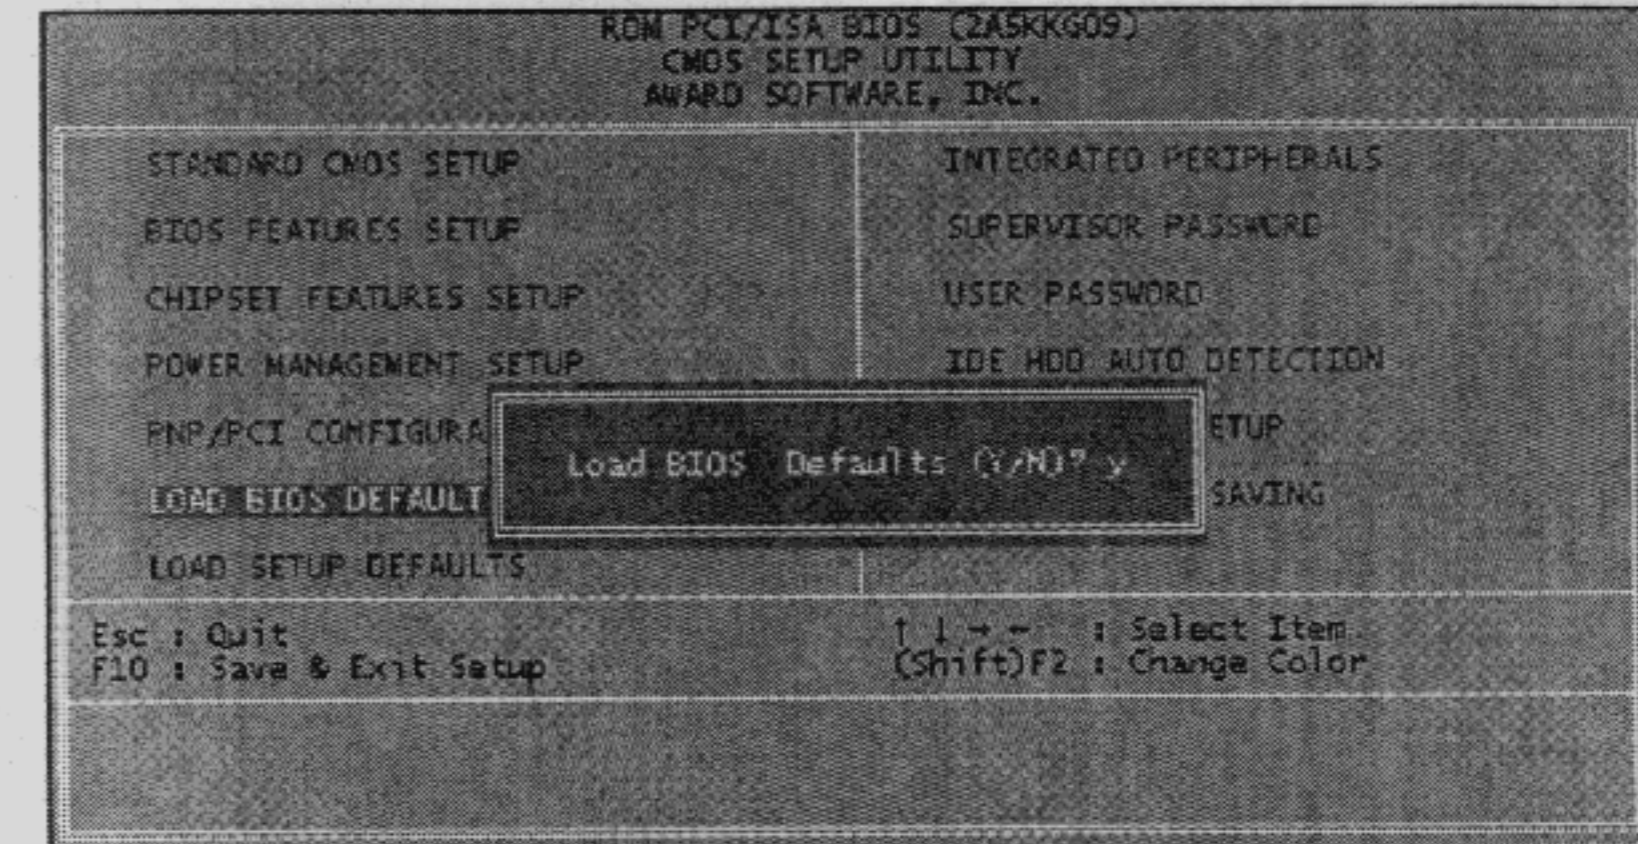 ROM PCI/ISA BIOS (2A5KKG09)
CMOS SETUP UTILITY
AWARD SOFTWARE, INC.
STANDARD CMOS SETUP
BIOS FEATURES SETUP
CHIPSET FEATURES SETUP
POWER MANAGEMENT SETUP
PNP/PCI CONFIGURA
LOAD BIOS DEFAULT
LOAD SETUP DEFAULTS
INTEGRATED PERIPHERALS
SUPERVISOR PASSWORD
USER PASSWORD
IDE HDD AUTO DETECTION
ETUP
SAVING
Load BIOS Defaults (Y/N)? y
Esc : Quit
F10 : Save & Exit Setup
↑ ↓ → ← : Select Item
(Shift)F2 : Change Color